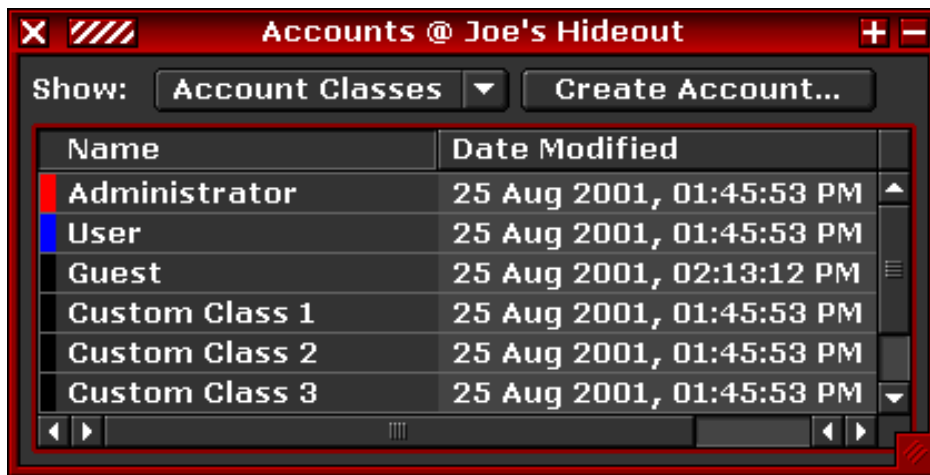 Accounts @ Joe's Hideout
Show: Account Classes Create Account...
Name Date Modified
Administrator 25 Aug 2001, 01:45:53 PM
User 25 Aug 2001, 01:45:53 PM
Guest 25 Aug 2001, 02:13:12 PM
Custom Class 1 25 Aug 2001, 01:45:53 PM
Custom Class 2 25 Aug 2001, 01:45:53 PM
Custom Class 3 25 Aug 2001, 01:45:53 PM